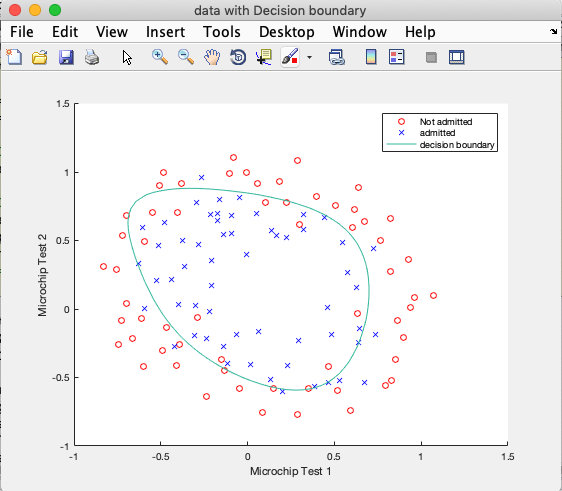 data with Decision boundary
File Edit View Insert Tools Desktop Window Help
1.5
1
0.5
0
-0.5
-1
-1 -0.5 0 0.5 1 1.5
Microchip Test 2
Microchip Test 1
Not admitted
admitted
decision boundary